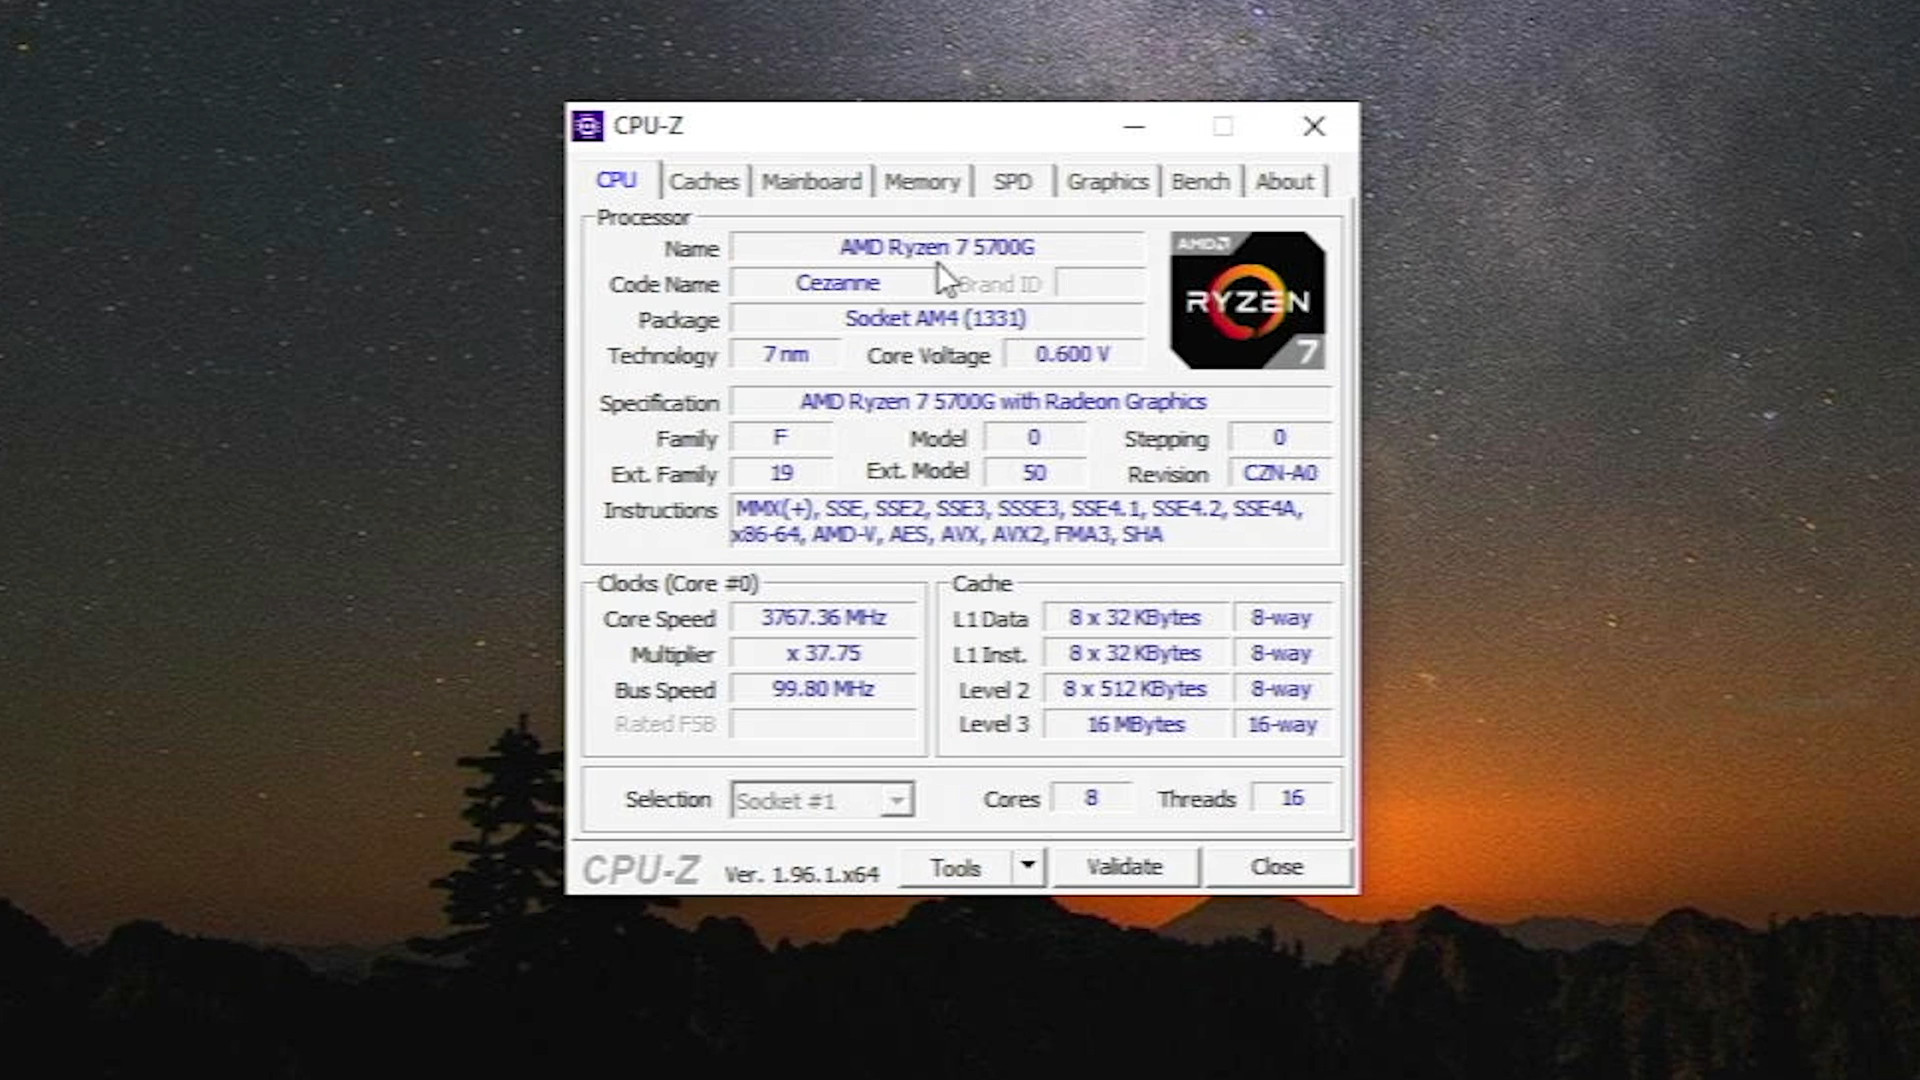 CPU-Z
CPU Caches Mainboard Memory SPD Graphics Bench About
Processor
Name AMD Ryzen 7 5700G
Code Name Cezanne Brand ID
Package Socket AM4 (1331)
Technology 7 nm Core Voltage 0.600 V
AMD
RYZEN
7
Specification AMD Ryzen 7 5700G with Radeon Graphics
Family F Model 0 Stepping 0
Ext. Family 19 Ext. Model 50 Revision CZN-A0
Instructions MMX(+), SSE, SSE2, SSE3, SSSE3, SSE4.1, SSE4.2, SSE4A,
x86-64, AMD-V, AES, AVX, AVX2, FMA3, SHA
Clocks (Core #0)
Core Speed 3767.36 MHz
Multiplier x 37.75
Bus Speed 99.80 MHz
Rated FSB
Cache
L1 Data 8 x 32 KBytes 8-way
L1 Inst. 8 x 32 KBytes 8-way
Level 2 8 x 512 KBytes 8-way
Level 3 16 MBytes 16-way
Selection Socket #1 Cores 8 Threads 16
CPU-Z Ver. 1.96.1.x64 Tools Validate Close